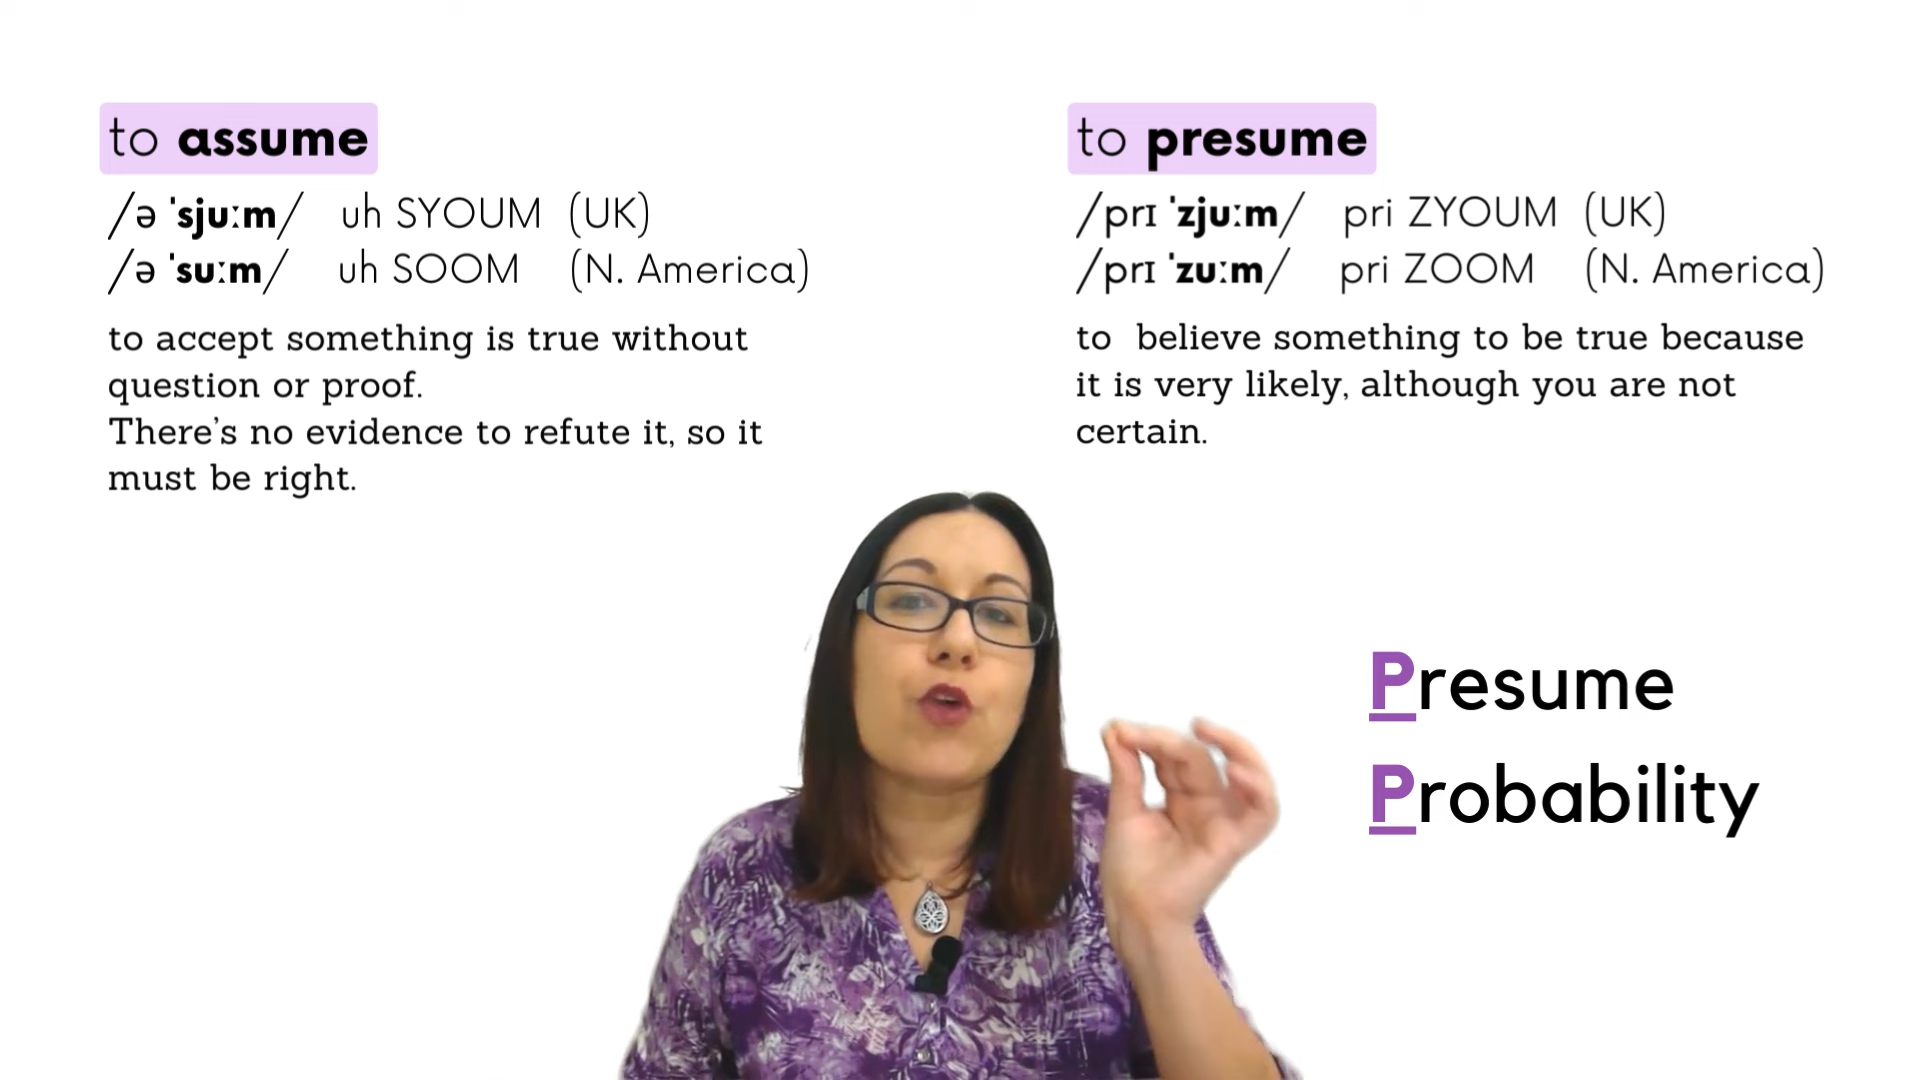 to assume
/ə ˈsjuːm/ uh SYOUM (UK)
/ə ˈsuːm/ uh SOOM (N. America)
to accept something is true without
question or proof.
There’s no evidence to refute it, so it
must be right.
to presume
/prɪ ˈzjuːm/ pri ZYOUM (UK)
/prɪ ˈzuːm/ pri ZOOM (N. America)
to believe something to be true because
it is very likely, although you are not
certain.
Presume
Probability